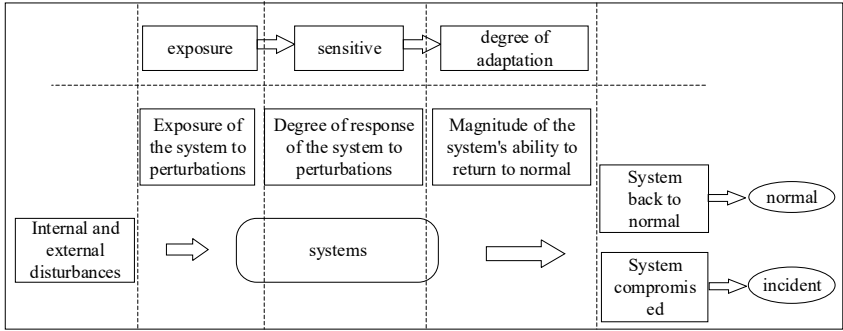 exposure
sensitive
degree of
adaptation
Exposure of
the system to
perturbations
Degree of response
of the system to
perturbations
Magnitude of the
system's ability to
return to normal
Internal and
external
disturbances
systems
System
back to
normal
normal
System
compromis
ed
incident